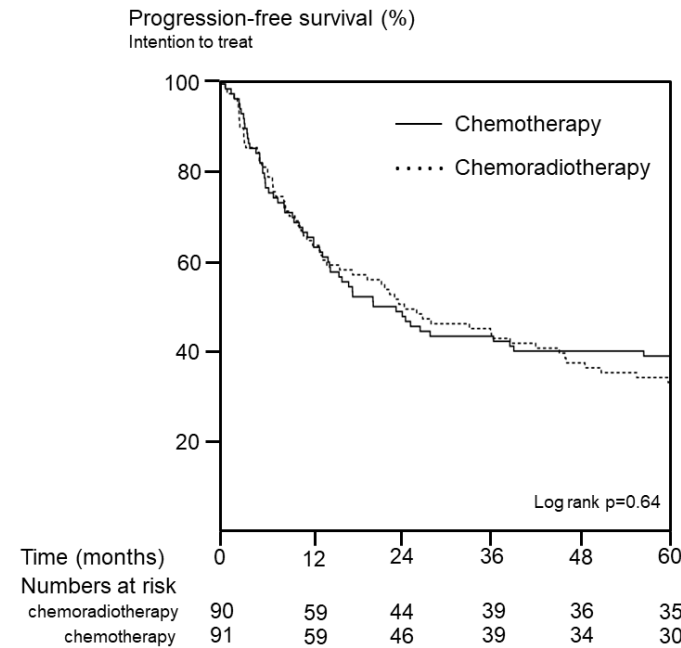 Progression-free survival (%)
Intention to treat
100
80
60
40
20
Chemotherapy
Chemoradiotherapy
Log rank p=0.64
Time (months) 0 12 24 36 48 60
Numbers at risk
chemoradiotherapy 90 59 44 39 36 35
chemotherapy 91 59 46 39 34 30